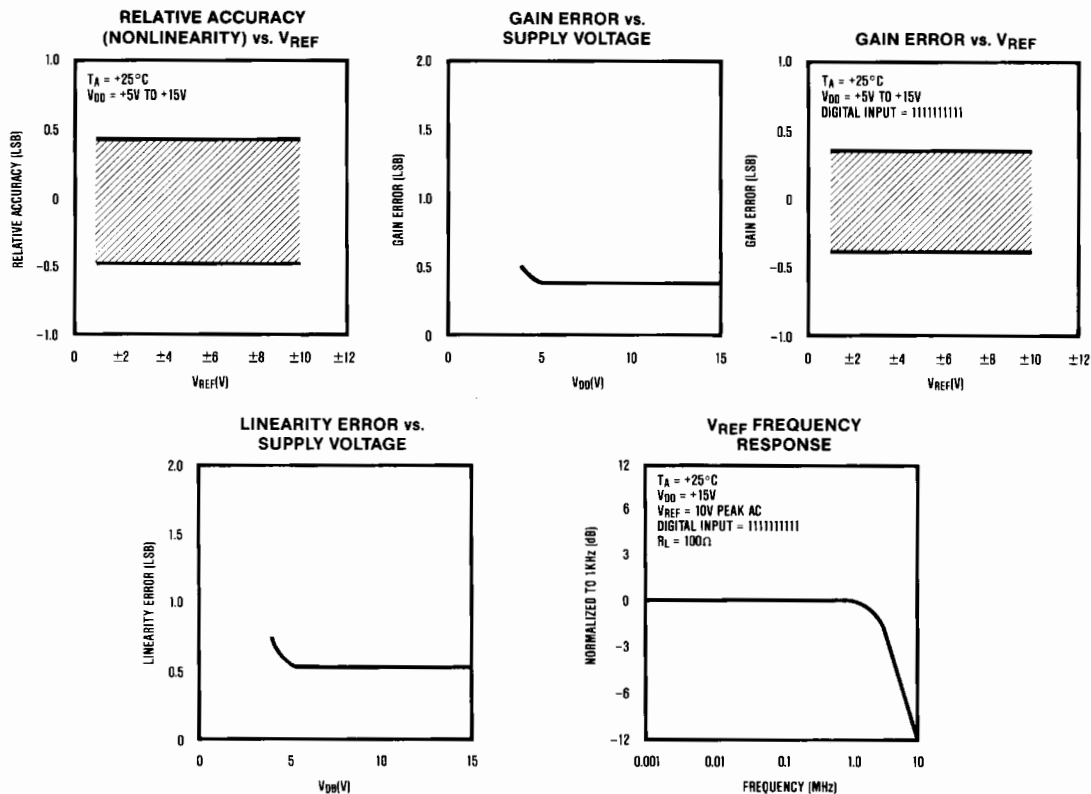 RELATIVE ACCURACY
(NONLINEARITY) vs. VREF
1.0
0.5
0
-0.5
-1.0
RELATIVE ACCURACY (LSB)
TA = +25°C
VDD = +5V TO +15V
0 ±2 ±4 ±6 ±8 ±10 ±12
VREF(V)
GAIN ERROR vs.
SUPPLY VOLTAGE
2.0
1.5
1.0
0.5
0
GAIN ERROR (LSB)
0 5 10 15
VDD(V)
GAIN ERROR vs. VREF
1.0
0.5
0
-0.5
-1.0
GAIN ERROR (LSB)
TA = +25°C
VDD = +5V TO +15V
DIGITAL INPUT = 1111111111
0 ±2 ±4 ±6 ±8 ±10 ±12
VREF(V)
LINEARITY ERROR vs.
SUPPLY VOLTAGE
2.0
1.5
1.0
0.5
0
LINEARITY ERROR (LSB)
0 5 10 15
VDD(V)
VREF FREQUENCY
RESPONSE
12
6
3
0
-3
-6
-12
NORMALIZED TO 1KHz (dB)
TA = +25°C
VDD = +15V
VREF = 10V PEAK AC
DIGITAL INPUT = 1111111111
RL = 100Ω
0.001 0.01 0.1 1.0 10
FREQUENCY (MHz)